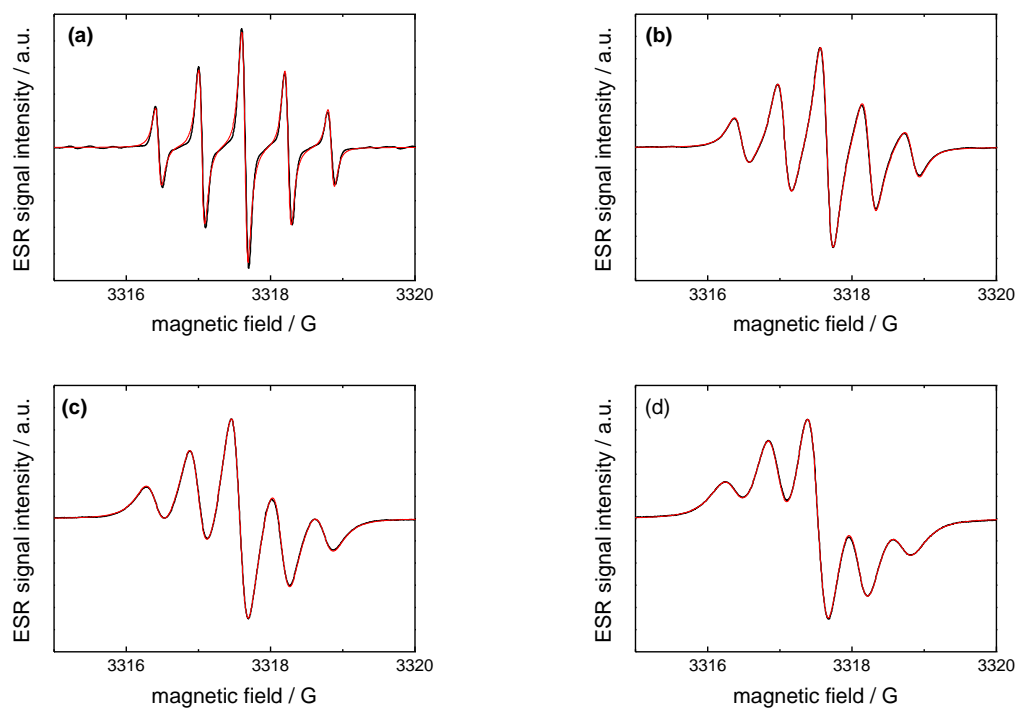 (a)
ESR signal intensity / a.u.
3316 3318 3320
magnetic field / G
(b)
ESR signal intensity / a.u.
3316 3318 3320
magnetic field / G
(c)
ESR signal intensity / a.u.
3316 3318 3320
magnetic field / G
(d)
ESR signal intensity / a.u.
3316 3318 3320
magnetic field / G